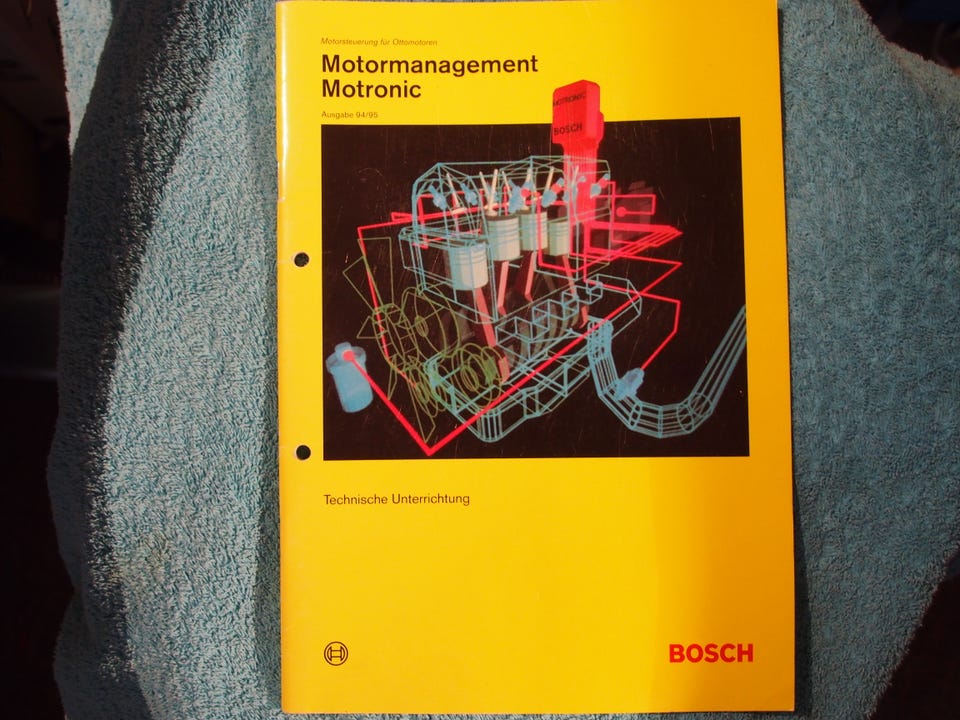 Motorsteuerung für Ottomotoren
Motormanagement
Motronic
Ausgabe 94/95
MOTRONIC
BOSCH
Technische Unterrichtung
BOSCH